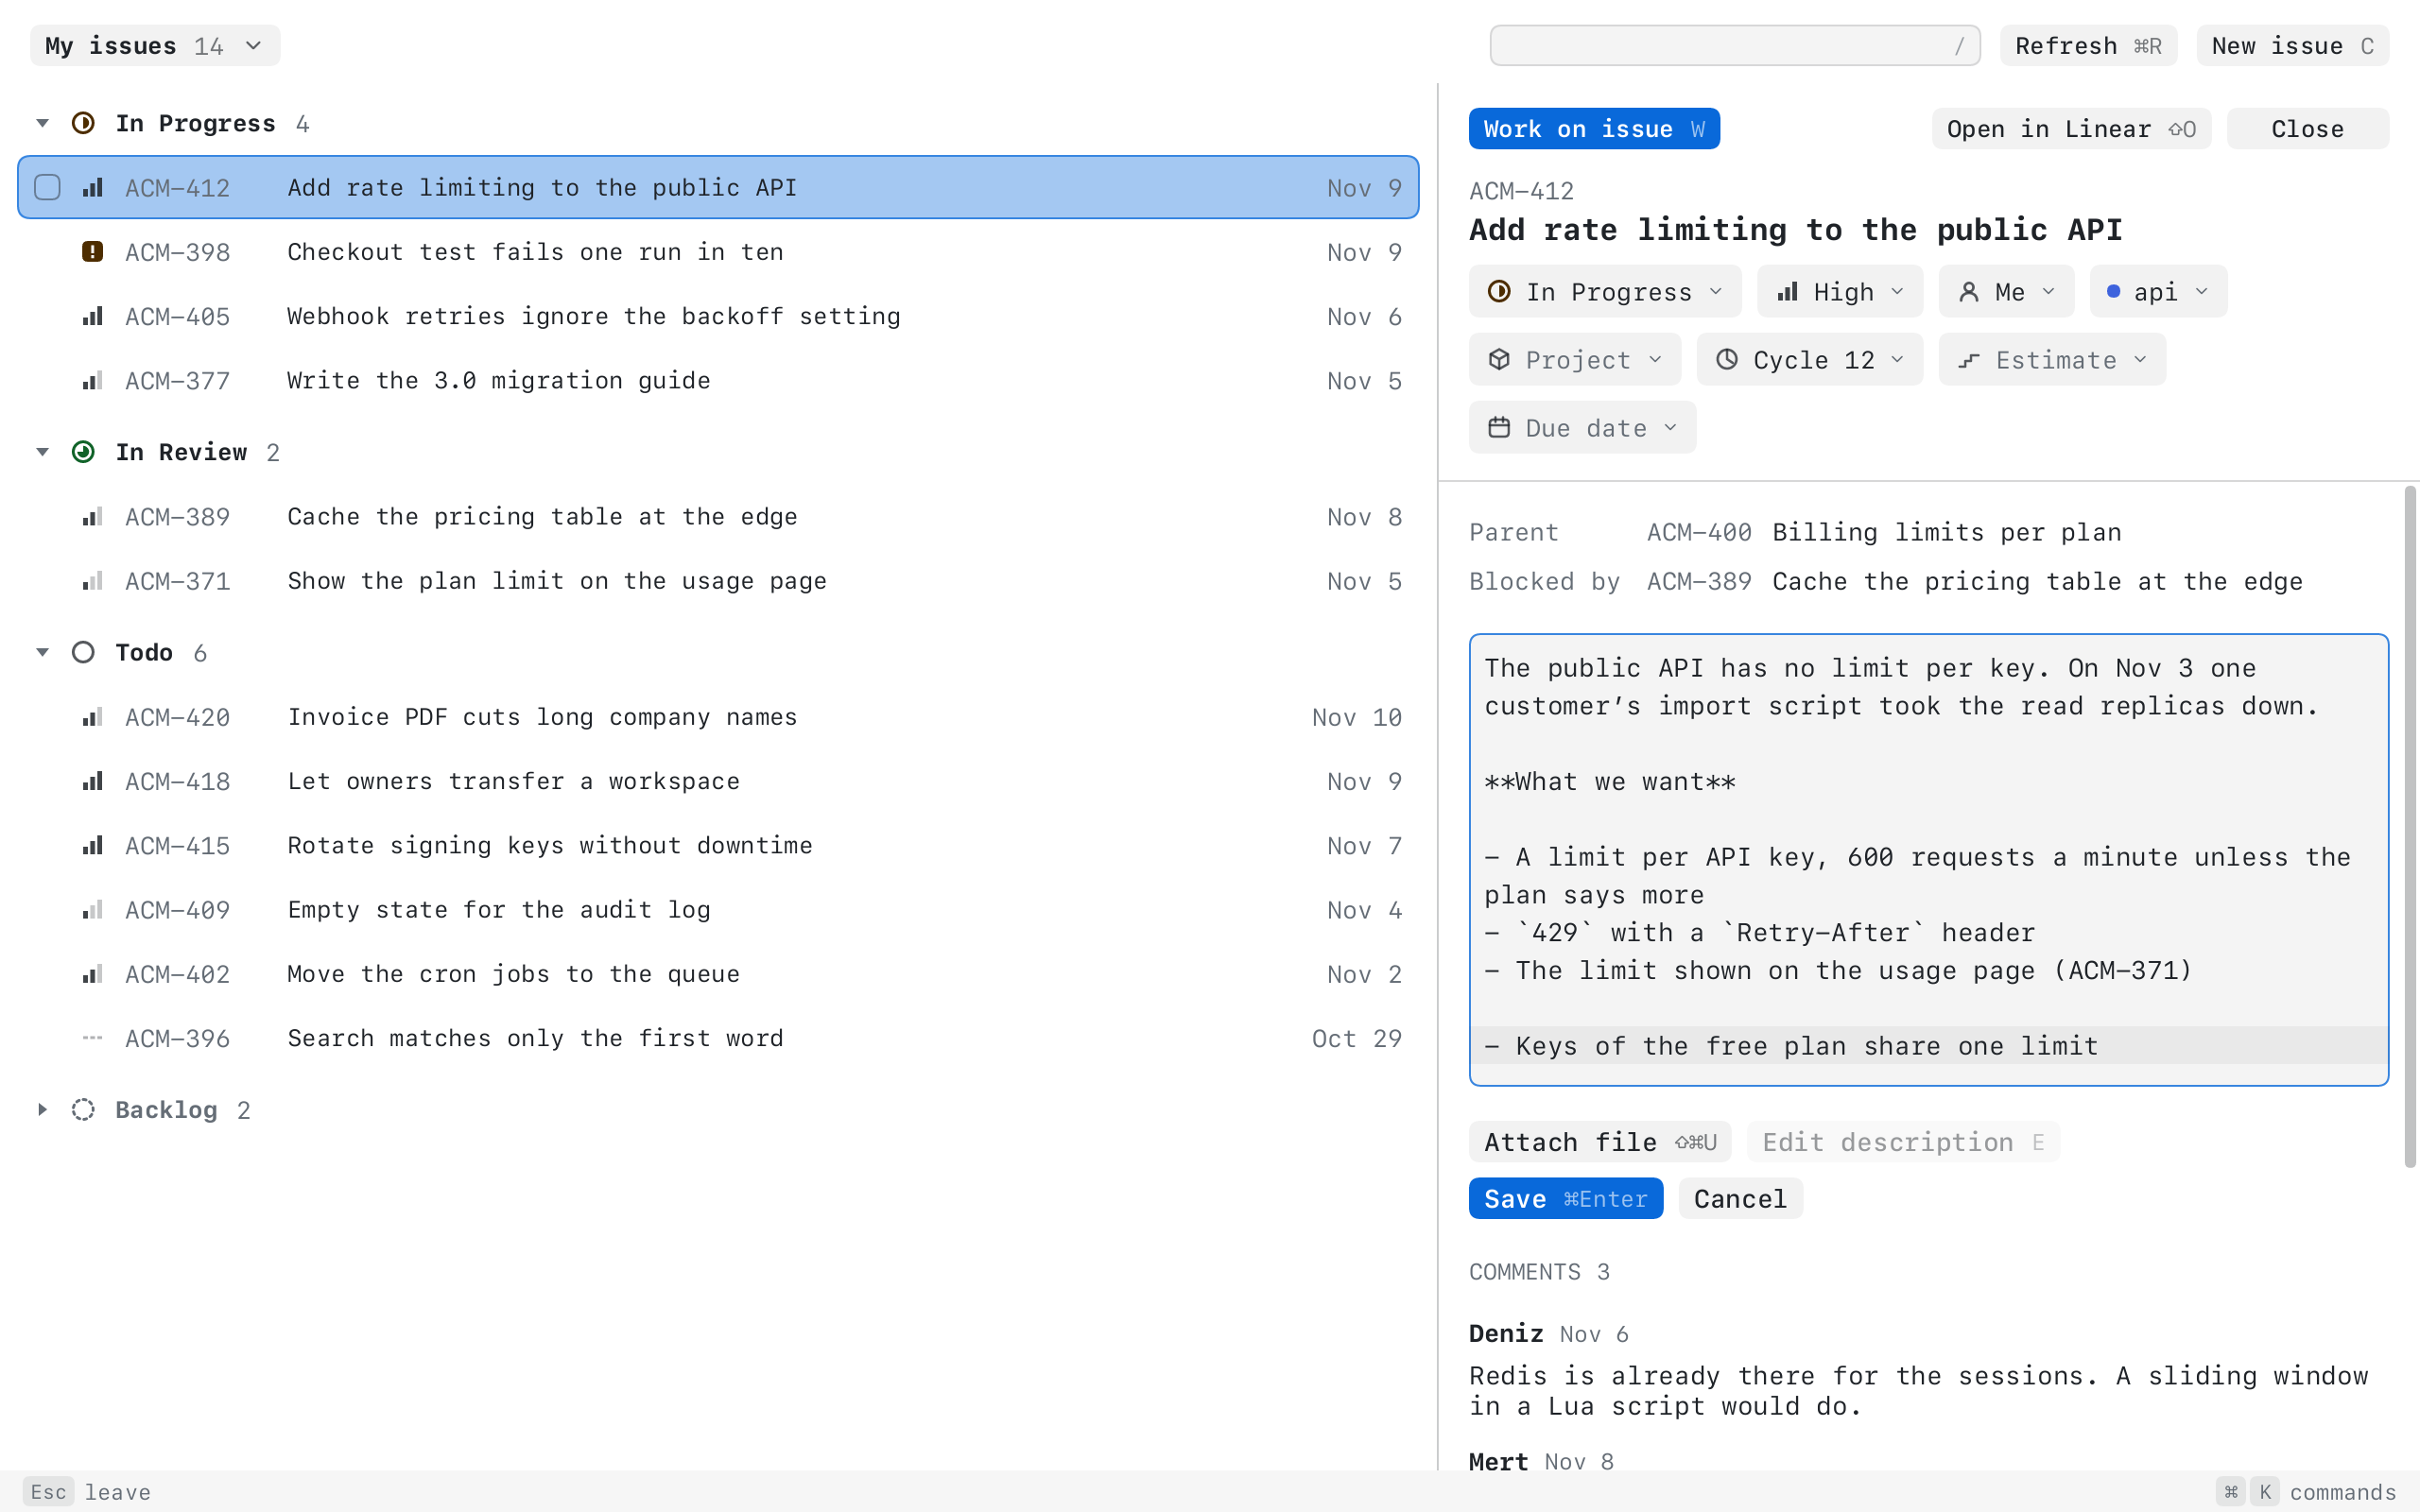 My issues 14
/
Refresh ⌘R
New issue C
In Progress 4
ACM-412 Add rate limiting to the public API Nov 9
ACM-398 Checkout test fails one run in ten Nov 9
ACM-405 Webhook retries ignore the backoff setting Nov 6
ACM-377 Write the 3.0 migration guide Nov 5
In Review 2
ACM-389 Cache the pricing table at the edge Nov 8
ACM-371 Show the plan limit on the usage page Nov 5
Todo 6
ACM-420 Invoice PDF cuts long company names Nov 10
ACM-418 Let owners transfer a workspace Nov 9
ACM-415 Rotate signing keys without downtime Nov 7
ACM-409 Empty state for the audit log Nov 4
ACM-402 Move the cron jobs to the queue Nov 2
ACM-396 Search matches only the first word Oct 29
Backlog 2
Work on issue W
Open in Linear ⇧O
Close
ACM-412
Add rate limiting to the public API
In Progress High Me api
Project Cycle 12 Estimate
Due date
Parent ACM-400 Billing limits per plan
Blocked by ACM-389 Cache the pricing table at the edge
The public API has no limit per key. On Nov 3 one
customer’s import script took the read replicas down.
**What we want**
- A limit per API key, 600 requests a minute unless the
plan says more
- `429` with a `Retry-After` header
- The limit shown on the usage page (ACM-371)
- Keys of the free plan share one limit
Attach file ⇧⌘U
Edit description E
Save ⌘Enter
Cancel
COMMENTS 3
Deniz Nov 6
Redis is already there for the sessions. A sliding window
in a Lua script would do.
Mert Nov 8
Esc leave
⌘ K commands